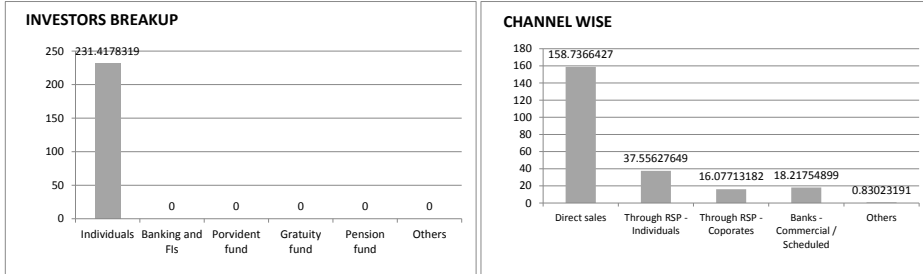 INVESTORS BREAKUP
250
200
150
100
50
0
231.4178319
0
0
0
0
0
Individuals
Banking and
FIs
Porvident
fund
Gratuity
fund
Pension
fund
Others
CHANNEL WISE
180
160
140
120
100
80
60
40
20
0
158.7366427
37.55627649
16.07713182
18.21754899
0.83023191
Direct sales
Through RSP -
Individuals
Through RSP -
Coporates
Banks -
Commercial /
Scheduled
Others